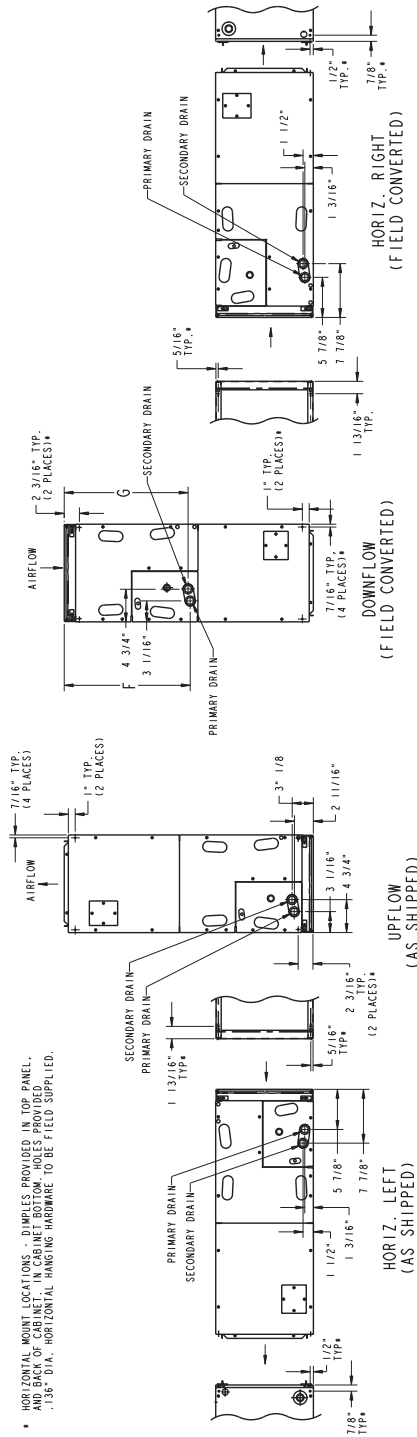 * HORIZONTAL MOUNT LOCATIONS - DIMPLES PROVIDED IN TOP PANEL,
AND BACK OF CABINET. IN CABINET BOTTOM, HOLES PROVIDED
.136" DIA. HORIZONTAL HANGING HARDWARE TO BE FIELD SUPPLIED.
7/8"
TYP*
1/2"
TYP*
PRIMARY DRAIN
SECONDARY DRAIN
1 1/2"
1 3/16"
5 7/8"
7 7/8"
HORIZ. LEFT
(AS SHIPPED)
1 13/16"
TYP*
5/16"
TYP*
AIRFLOW
7/16" TYP.
(4 PLACES)
1" TYP.
(2 PLACES)
SECONDARY DRAIN
PRIMARY DRAIN
2 3/16"
TYP.
(2 PLACES)*
3 1/16"
4 3/4"
3" 1/8
2 11/16"
UPFLOW
(AS SHIPPED)
AIRFLOW
2 3/16" TYP.
(2 PLACES)*
F
G
4 3/4"
3 1/16"
PRIMARY DRAIN
SECONDARY DRAIN
1" TYP.
(2 PLACES)*
7/16" TYP,
(4 PLACES)*
DOWNFLOW
(FIELD CONVERTED)
5/16"
TYP.*
1 13/16"
TYP.
PRIMARY DRAIN
SECONDARY DRAIN
5 7/8"
7 7/8"
1 3/16"
1 1/2"
1/2"
TYP.*
7/8"
TYP.*
HORIZ. RIGHT
(FIELD CONVERTED)